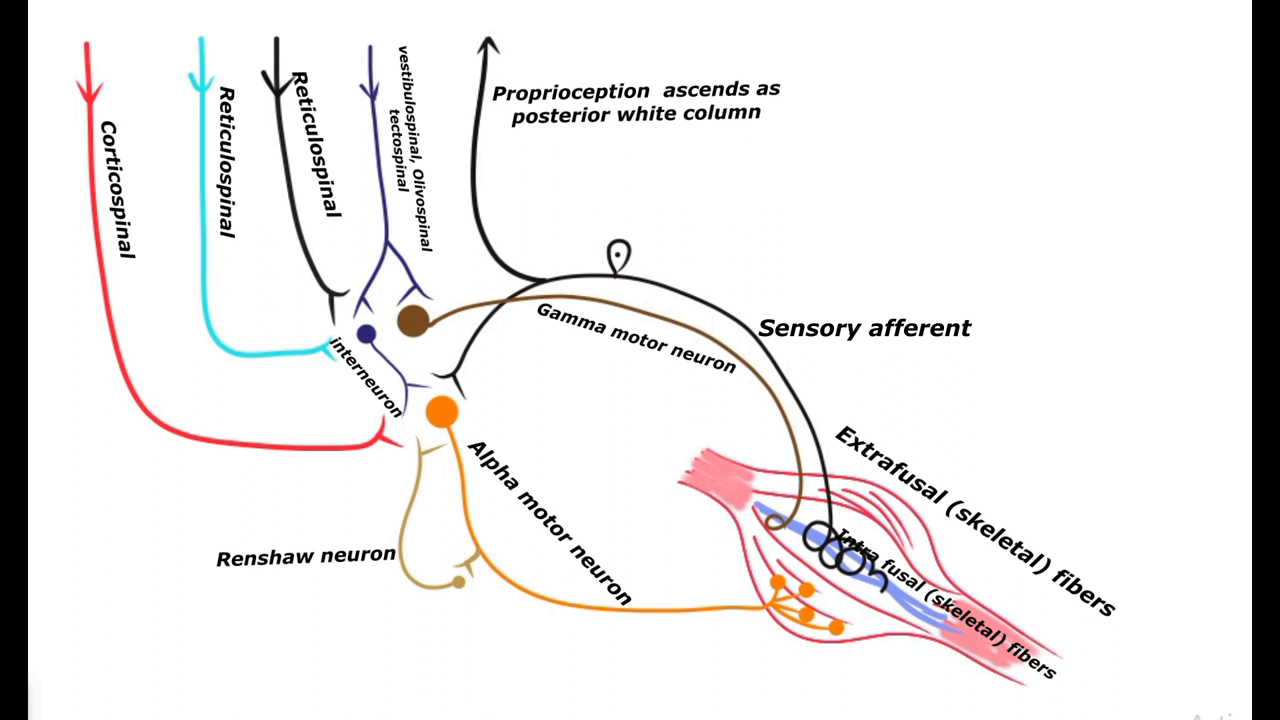 Corticospinal
Reticulospinal
Reticulospinal
vestibulospinal, Olivospinal
tectospinal
Proprioception ascends as
posterior white column
Gamma motor neuron
Sensory afferent
interneuron
Alpha motor neuron
Renshaw neuron
Extrafusal (skeletal) fibers
Intra fusal (skeletal) fibers